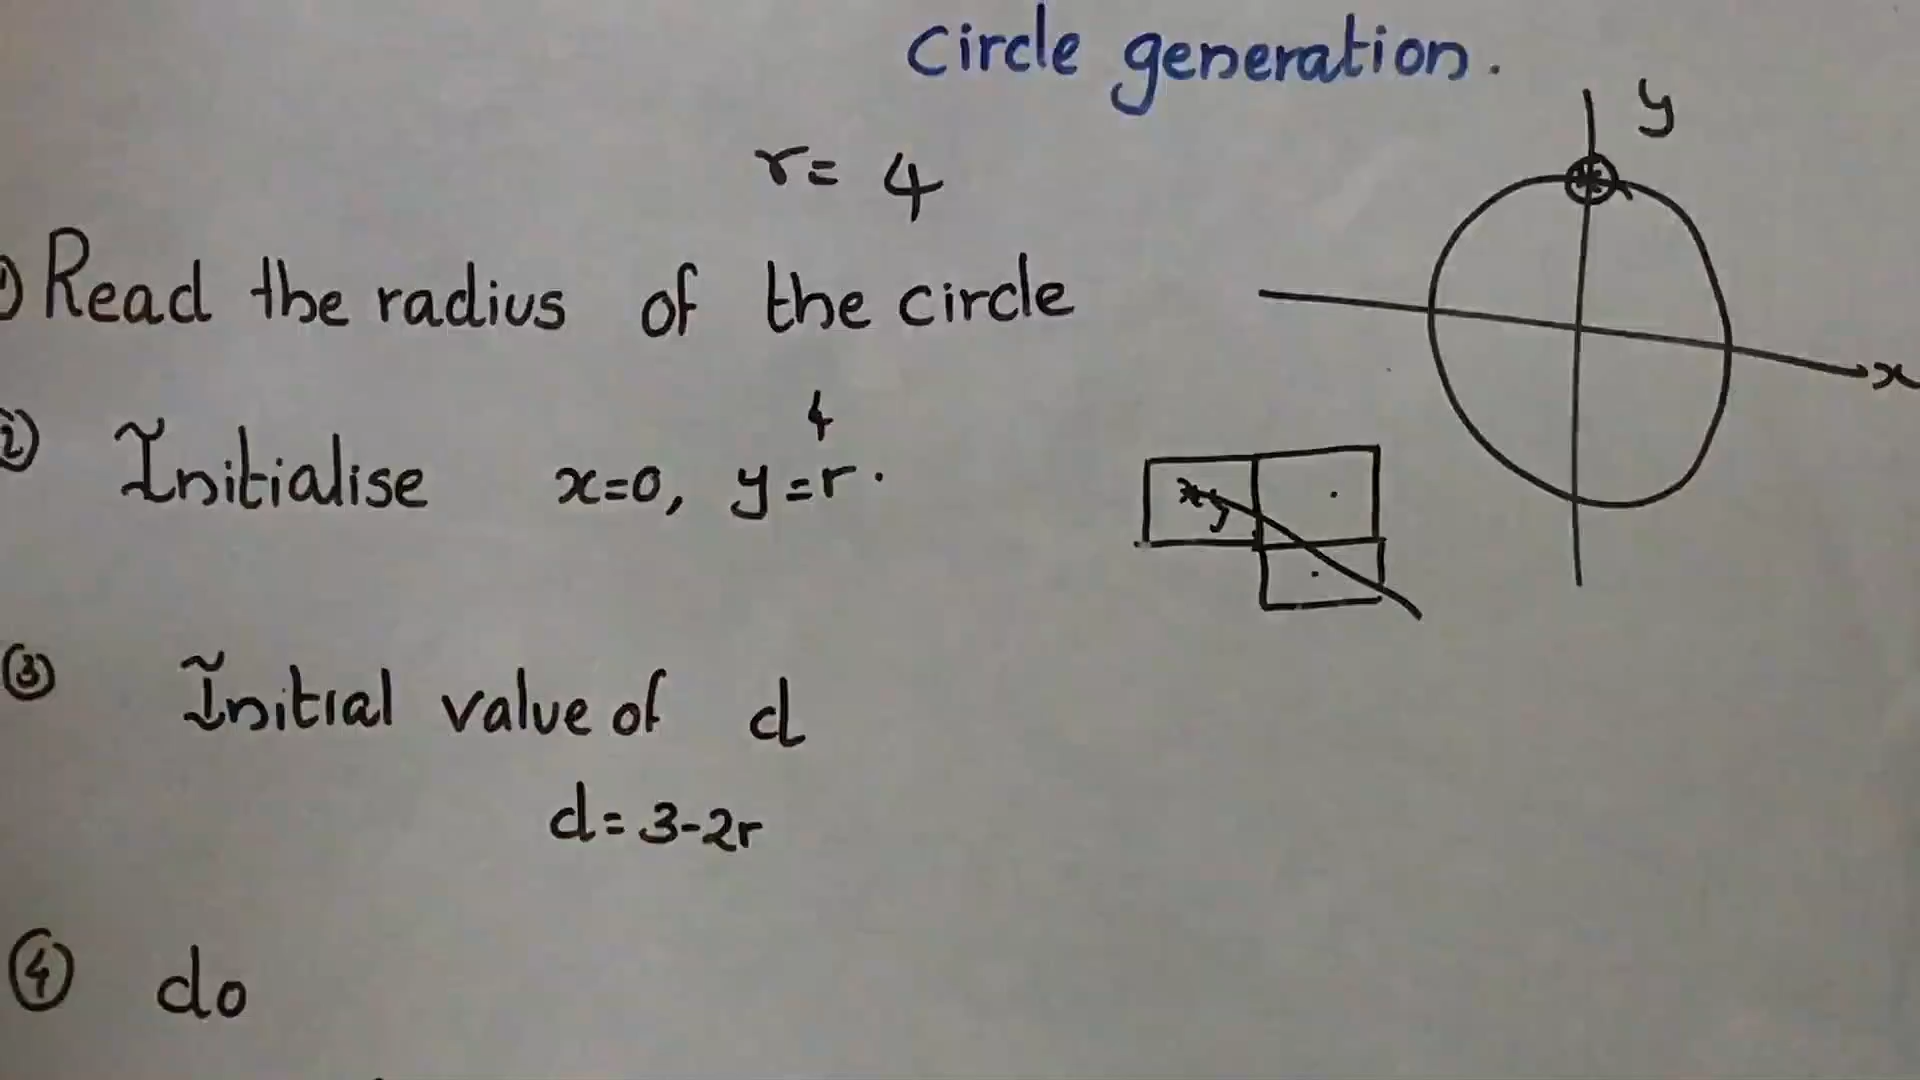 Circle generation.
y
r= 4
1) Read the radius of the circle
x
4
2) Initialise x=0, y=r.
x y
3) Initial value of d
d=3-2r
4) do